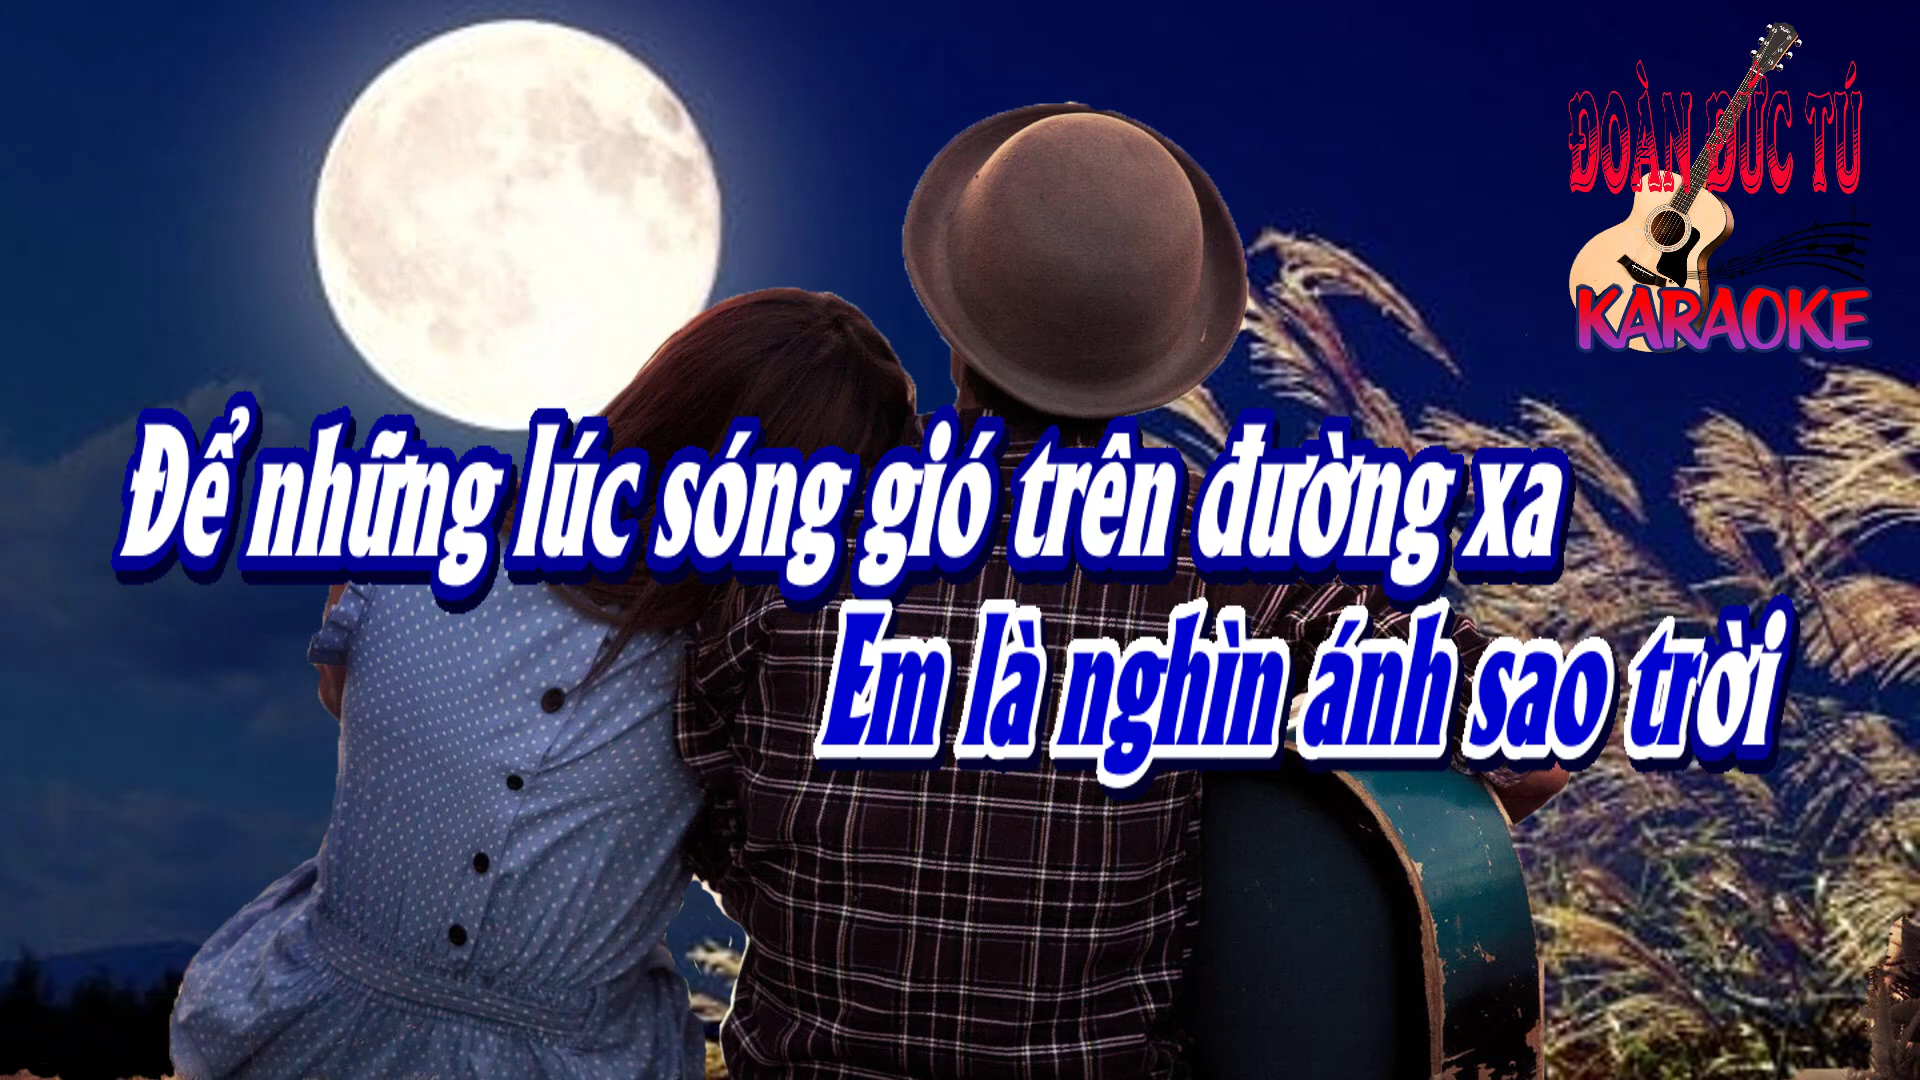 ĐOÀN ĐỨC TÚ
KARAOKE
Để những lúc sóng gió trên đường xa
Em là nghìn ánh sao trời